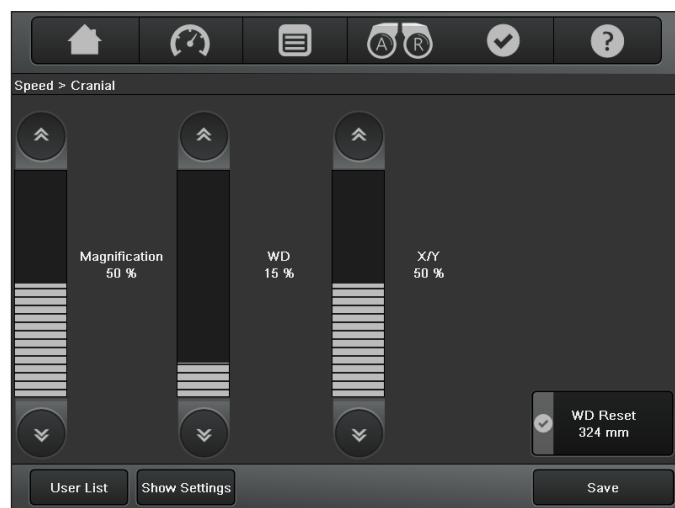 A R ?
Speed > Cranial
Magnification
50 %
WD
15 %
X/Y
50 %
WD Reset
324 mm
User List
Show Settings
Save